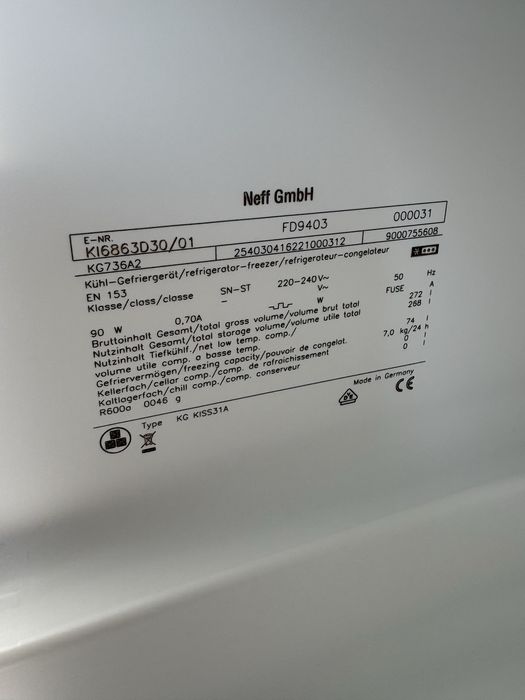 Neff GmbH
E-NR. KI6863D30/01 FD9403 000031
KG736A2 254030416221000312 9000755608
Kühl-Gefriergerät/refrigerator-freezer/refrigerateur-congelateur
EN 153
Klasse/class/classe SN-ST 220-240V~ 50 Hz
– V~ FUSE A
90 W 0,70A W 272 l
Bruttoinhalt Gesamt/total gross volume/volume brut total 268 l
Nutzinhalt Gesamt/total storage volume/volume utile total
Nutzinhalt Tiefkühlf./net low temp. comp./ 74 l
volume utile comp. a basse temp. 7,0 kg/24 h
Gefriervermögen/freezing capacity/pouvoir de congelat. 0 l
Kellerfach/cellar comp./comp. de rafraichissement 0 l
Kaltlagerfach/chill comp./comp. conserveur
R600a 0046 g
Type KG KISS31A Made in Germany
DVE CE